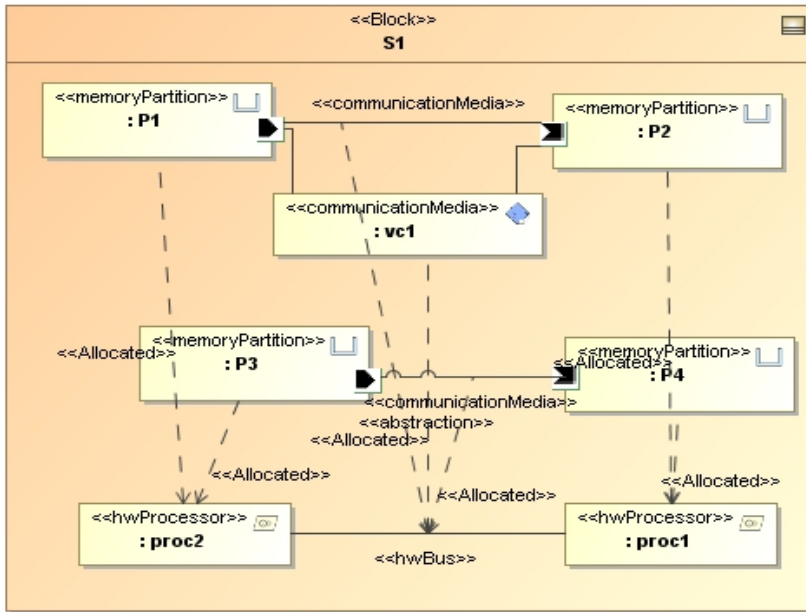 <<Block>>
S1
<<memoryPartition>>
: P1
<<communicationMedia>>
<<memoryPartition>>
: P2
<<communicationMedia>>
: vc1
<<Allocated>>
<<memoryPartition>>
: P3
<<memoryPartition>>
<<Allocated>>
: P4
<<communicationMedia>>
<<abstraction>>
<<Allocated>>
<<Allocated>>
<<Allocated>>
<<Allocated>>
<<hwProcessor>>
: proc2
<<hwBus>>
<<hwProcessor>>
: proc1